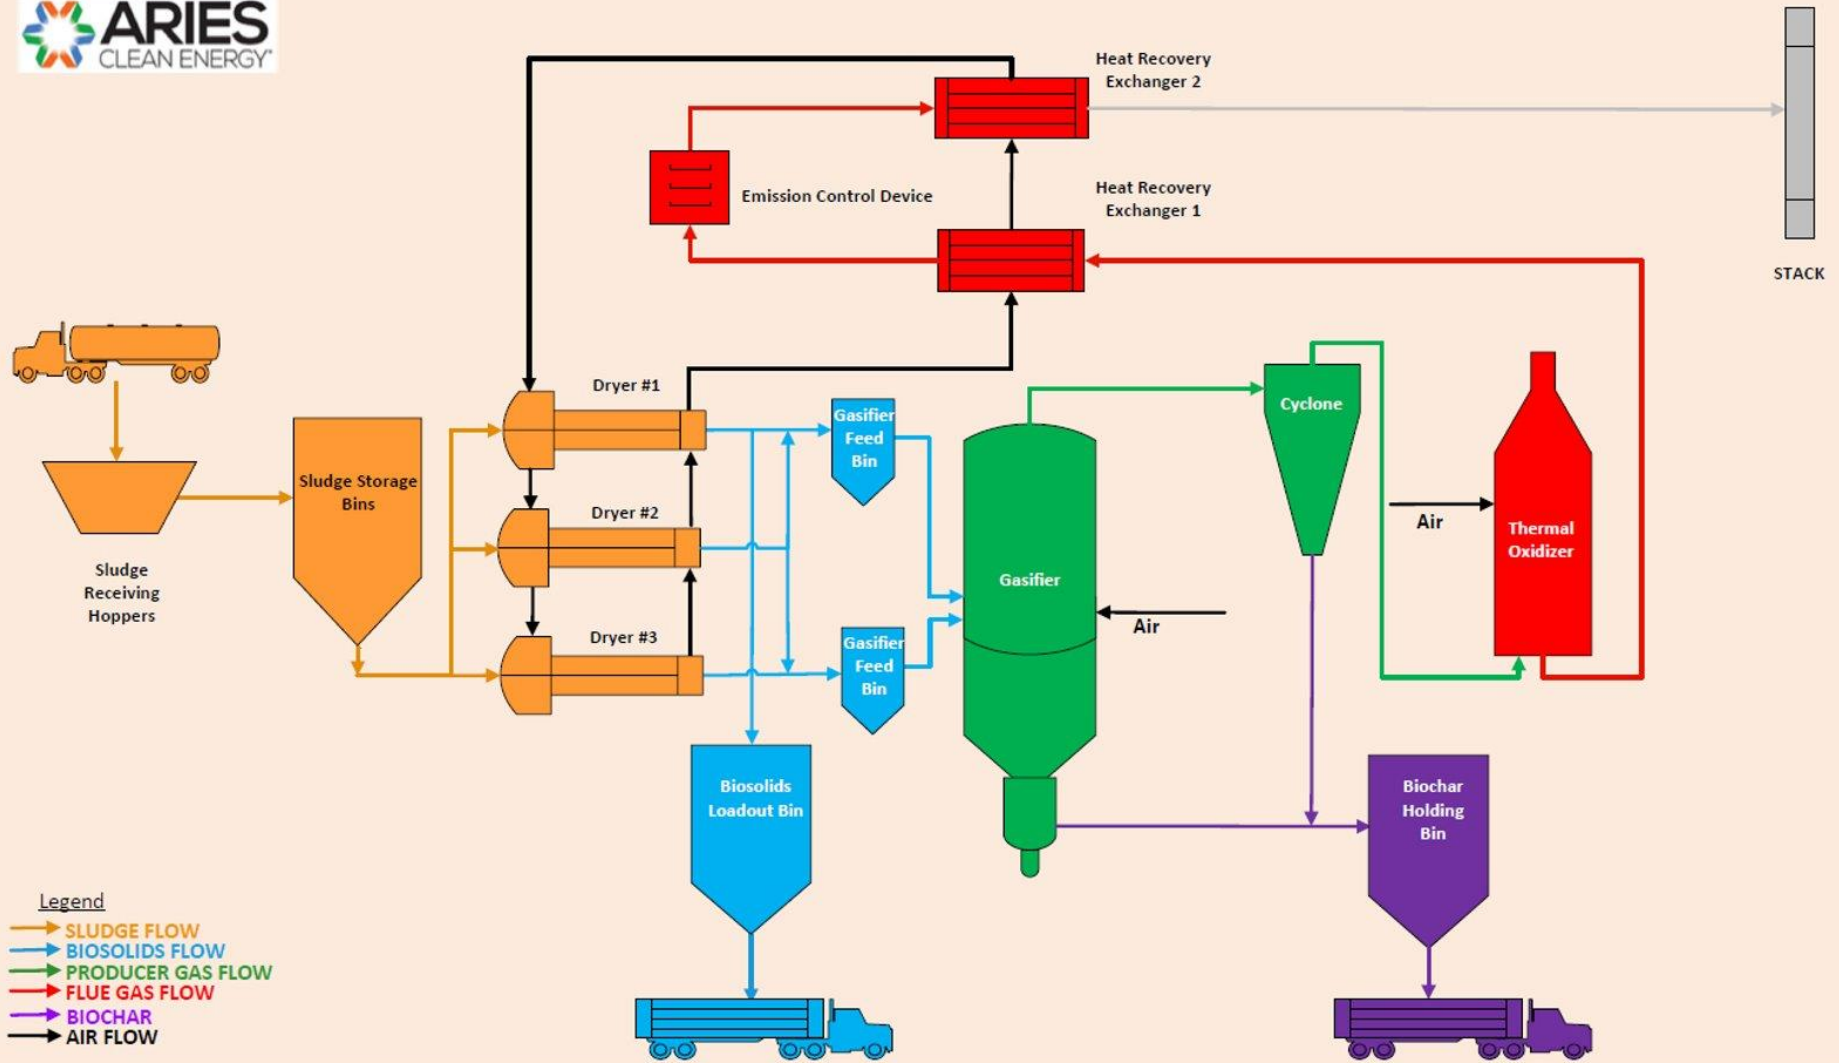 ARIES
CLEAN ENERGY
Heat Recovery
Exchanger 2
Emission Control Device
Heat Recovery
Exchanger 1
STACK
Dryer #1
Gasifier
Feed
Bin
Cyclone
Sludge Storage
Bins
Dryer #2
Air
Thermal
Oxidizer
Sludge
Receiving
Hoppers
Gasifier
Air
Dryer #3
Gasifier
Feed
Bin
Biosolids
Loadout Bin
Biochar
Holding
Bin
Legend
SLUDGE FLOW
BIOSOLIDS FLOW
PRODUCER GAS FLOW
FLUE GAS FLOW
BIOCHAR
AIR FLOW